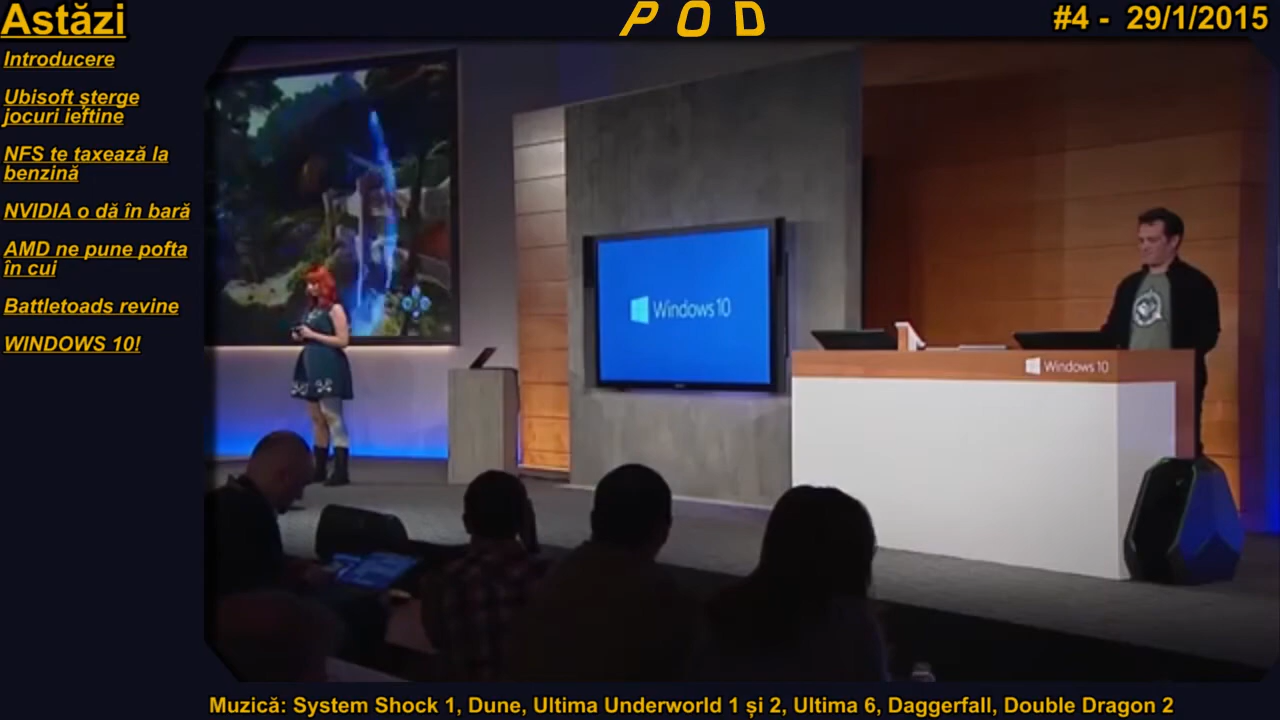 Astăzi
POD
#4 - 29/1/2015
Introducere
Ubisoft șterge
jocuri ieftine
NFS te taxează la
benzină
NVIDIA o dă în bară
AMD ne pune pofta
în cui
Battletoads revine
WINDOWS 10!
Windows 10
Windows 10
Muzică: System Shock 1, Dune, Ultima Underworld 1 și 2, Ultima 6, Daggerfall, Double Dragon 2